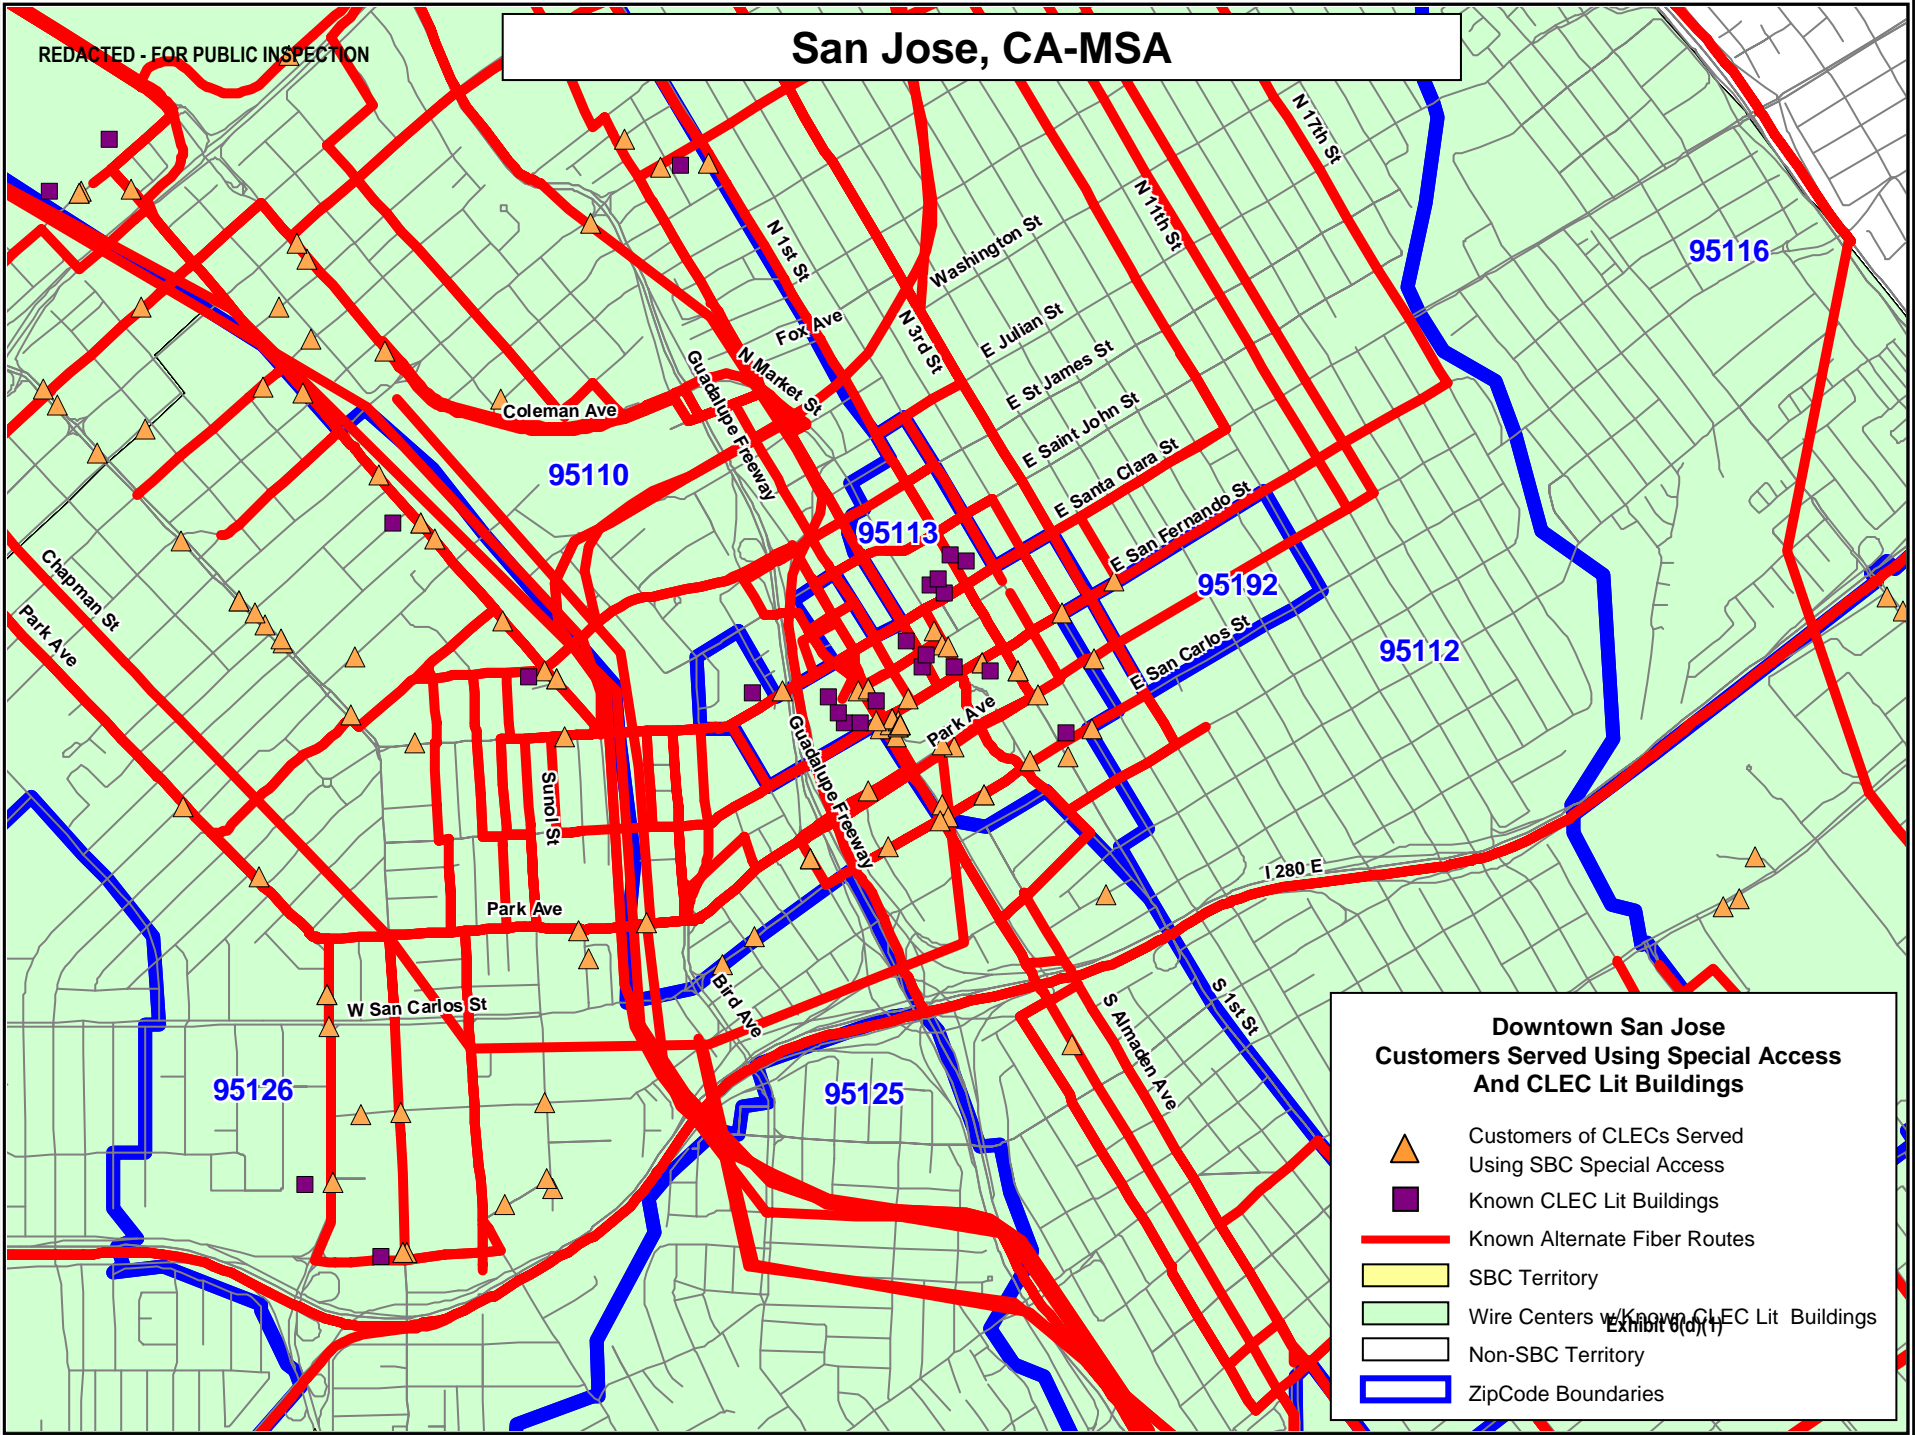 REDACTED - FOR PUBLIC INSPECTION
San Jose, CA-MSA
N 17th St
N 11th St
N 1st St
Washington St
95116
Fox Ave
N 3rd St
E Julian St
N Market St
Guadalupe Freeway
E St James St
Coleman Ave
E Saint John St
95110
E Santa Clara St
E San Fernando St
95113
95192
Chapman St
Park Ave
E San Carlos St
95112
Park Ave
Guadalupe Freeway
Sunol St
I 280 E
Park Ave
W San Carlos St
Bird Ave
S Almaden Ave
S 1st St
95126
95125
Downtown San Jose
Customers Served Using Special Access
And CLEC Lit Buildings
Customers of CLECs Served
Using SBC Special Access
Known CLEC Lit Buildings
Known Alternate Fiber Routes
SBC Territory
Wire Centers w/Known CLEC Lit Buildings
Exhibit 6(d)(1)
Non-SBC Territory
ZipCode Boundaries